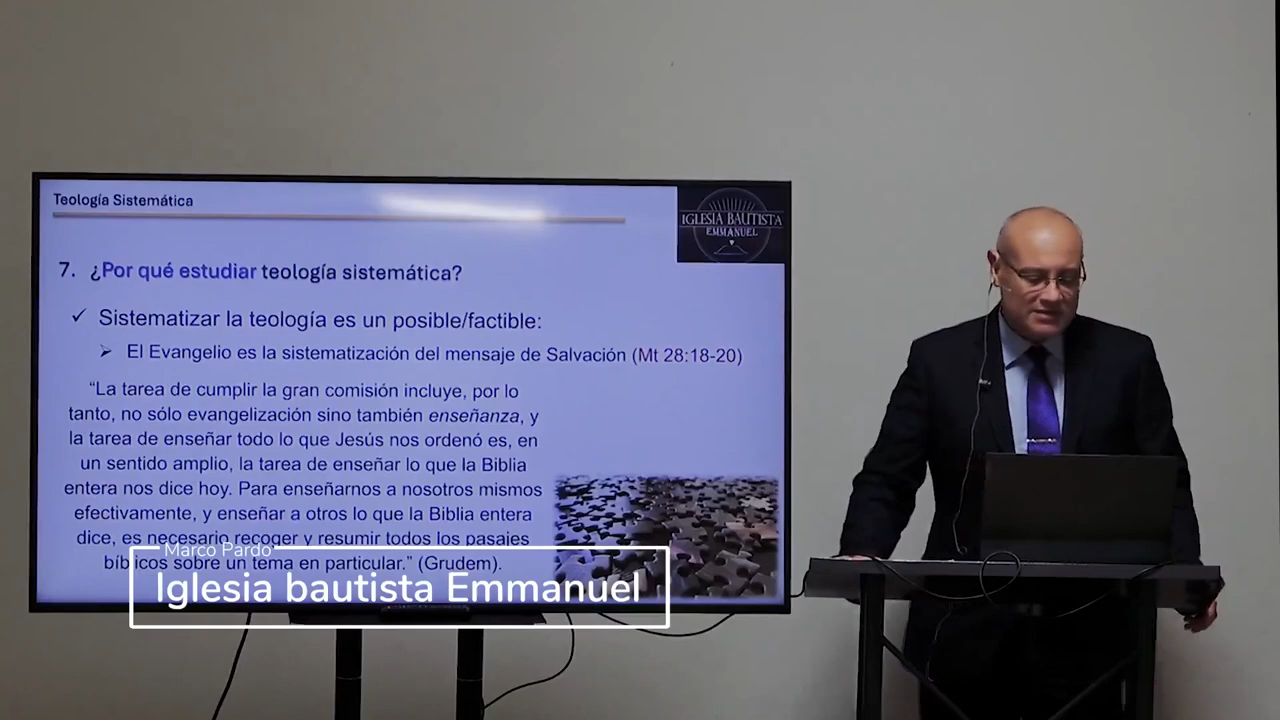 Teología Sistemática
IGLESIA BAUTISTA
EMMANUEL
7. ¿Por qué estudiar teología sistemática?
✓ Sistematizar la teología es un posible/factible:
➢ El Evangelio es la sistematización del mensaje de Salvación (Mt 28:18-20)
“La tarea de cumplir la gran comisión incluye, por lo
tanto, no sólo evangelización sino también enseñanza, y
la tarea de enseñar todo lo que Jesús nos ordenó es, en
un sentido amplio, la tarea de enseñar lo que la Biblia
entera nos dice hoy. Para enseñarnos a nosotros mismos
efectivamente, y enseñar a otros lo que la Biblia entera
dice, es necesario recoger y resumir todos los pasajes
bíblicos sobre un tema en particular.” (Grudem).
Marco Pardo
Iglesia bautista Emmanuel